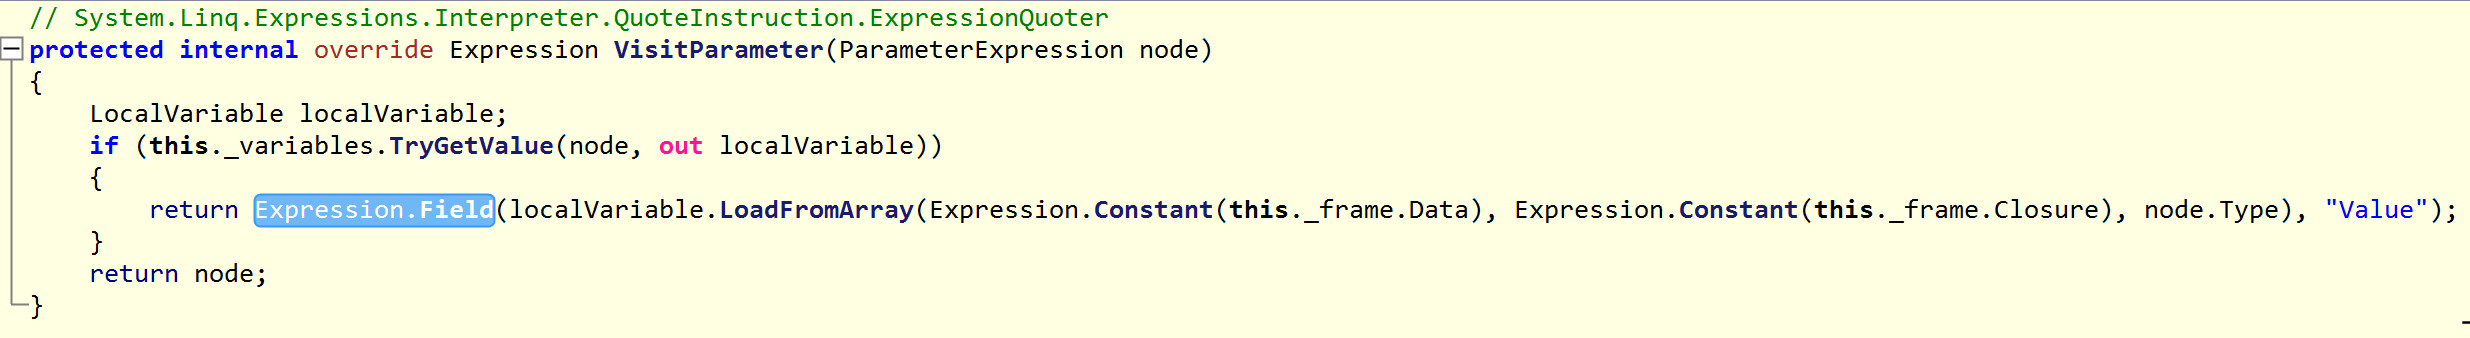 // System.Linq.Expressions.Interpreter.QuoteInstruction.ExpressionQuoter
protected internal override Expression VisitParameter(ParameterExpression node)
{
    LocalVariable localVariable;
    if (this._variables.TryGetValue(node, out localVariable))
    {
        return Expression.Field(localVariable.LoadFromArray(Expression.Constant(this._frame.Data), Expression.Constant(this._frame.Closure), node.Type), "Value");
    }
    return node;
}